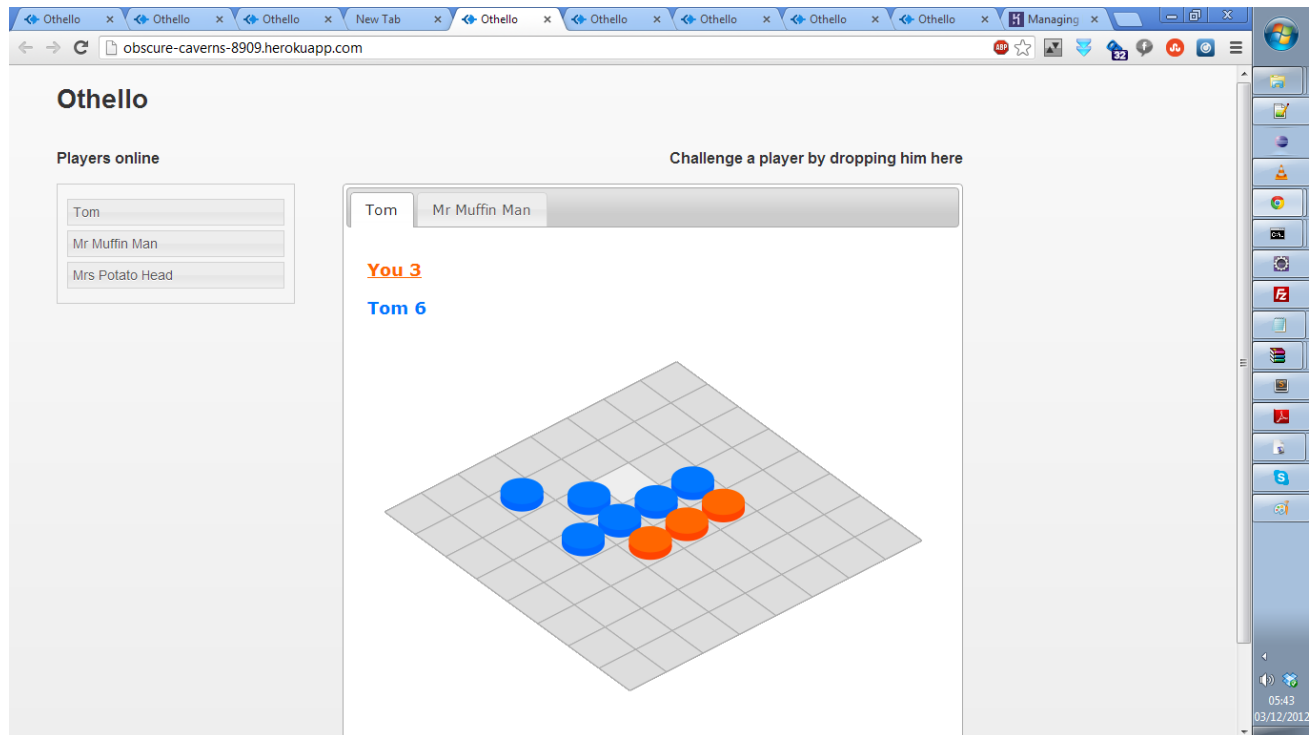 Othello Othello Othello New Tab Othello Othello Othello Othello Othello Managing
obscure-caverns-8909.herokuapp.com
ABP
32
Othello
Players online
Challenge a player by dropping him here
Tom
Mr Muffin Man
Mrs Potato Head
Tom Mr Muffin Man
You 3
Tom 6
05:43
03/12/2012